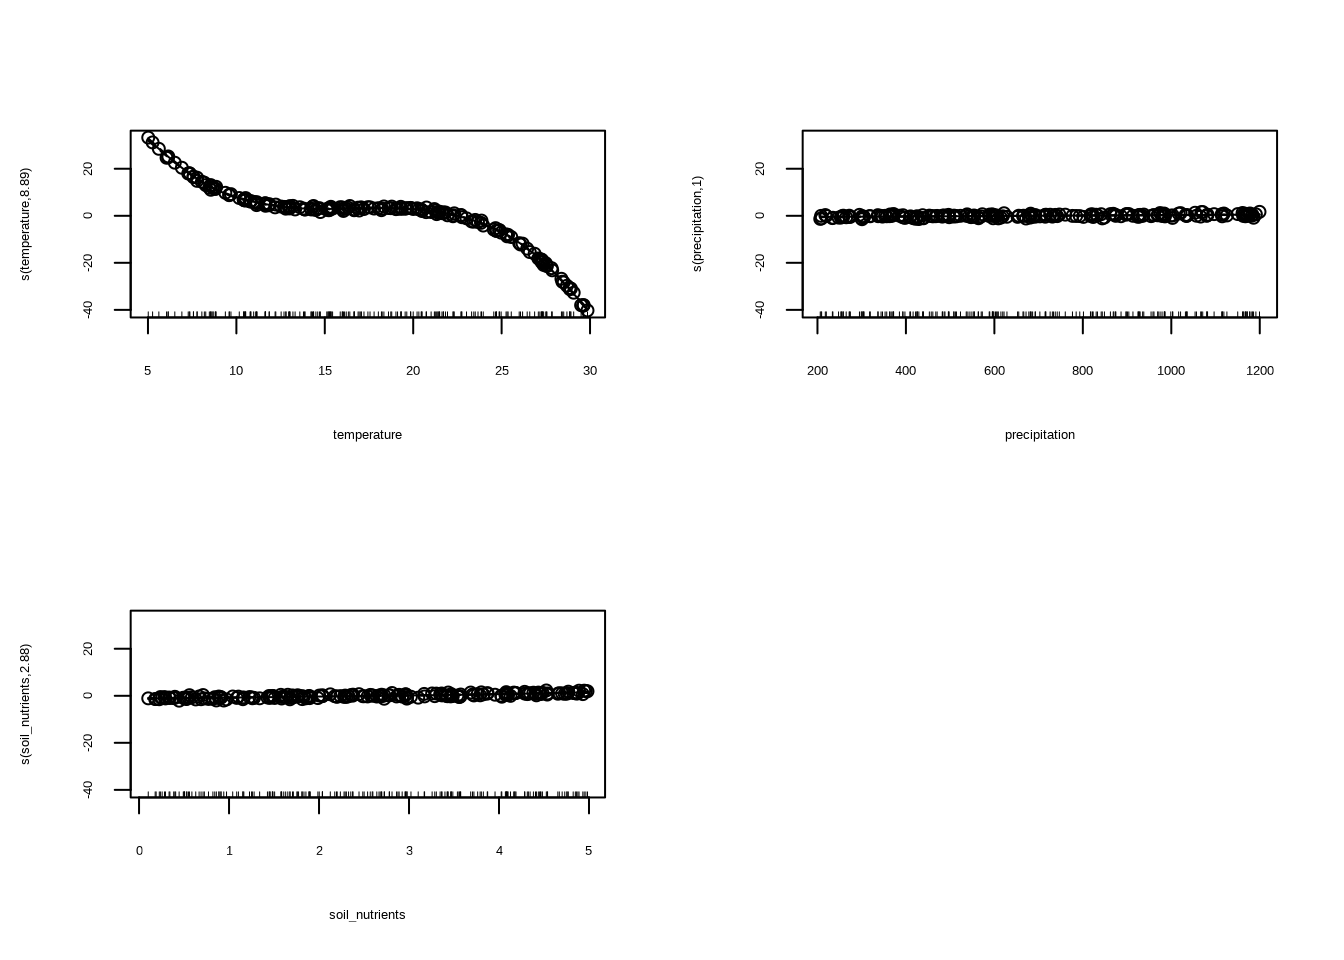 s(temperature,8.89)
20
0
-20
-40
5 10 15 20 25 30
temperature
s(precipitation,1)
20
0
-20
-40
200 400 600 800 1000 1200
precipitation
s(soil_nutrients,2.88)
20
0
-20
-40
0 1 2 3 4 5
soil_nutrients